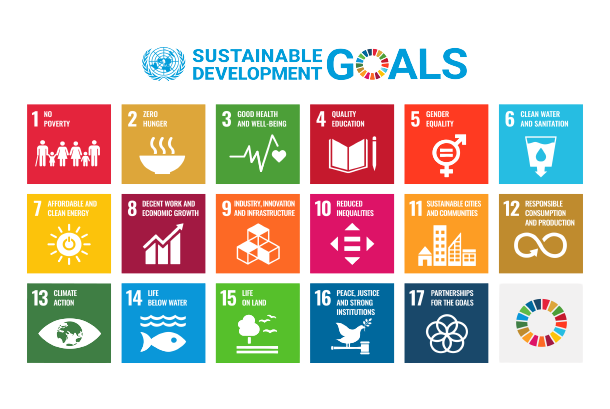 SUSTAINABLE
DEVELOPMENT
GOALS
1 NO
POVERTY
2 ZERO
HUNGER
3 GOOD HEALTH
AND WELL-BEING
4 QUALITY
EDUCATION
5 GENDER
EQUALITY
6 CLEAN WATER
AND SANITATION
7 AFFORDABLE AND
CLEAN ENERGY
8 DECENT WORK AND
ECONOMIC GROWTH
9 INDUSTRY, INNOVATION
AND INFRASTRUCTURE
10 REDUCED
INEQUALITIES
11 SUSTAINABLE CITIES
AND COMMUNITIES
12 RESPONSIBLE
CONSUMPTION
AND PRODUCTION
13 CLIMATE
ACTION
14 LIFE
BELOW WATER
15 LIFE
ON LAND
16 PEACE, JUSTICE
AND STRONG
INSTITUTIONS
17 PARTNERSHIPS
FOR THE GOALS